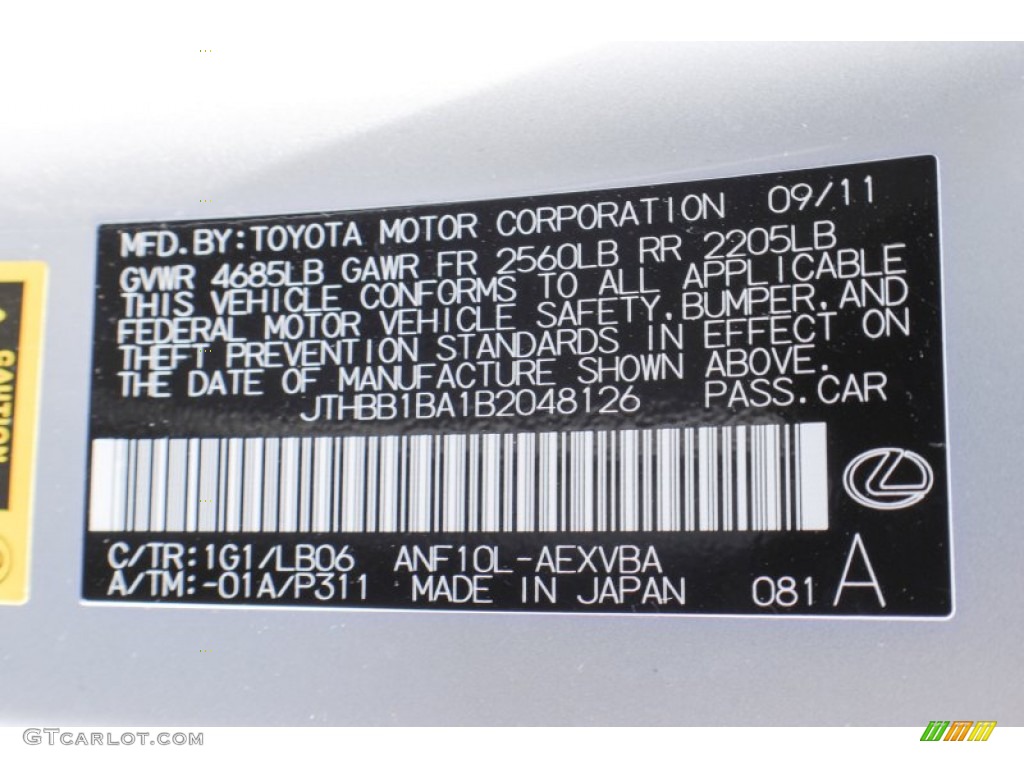 MFD. BY: TOYOTA MOTOR CORPORATION 09/11
GVWR 4685LB GAWR FR 2560LB RR 2205LB
THIS VEHICLE CONFORMS TO ALL APPLICABLE
FEDERAL MOTOR VEHICLE SAFETY, BUMPER, AND
THEFT PREVENTION STANDARDS IN EFFECT ON
THE DATE OF MANUFACTURE SHOWN ABOVE.
JTHBB1BA1B2048126 PASS. CAR
C/TR: 1G1/LB06 ANF10L-AEXVBA
A/TM: -01A/P311 MADE IN JAPAN 081 A
CAUTION
GTCARLOT.COM